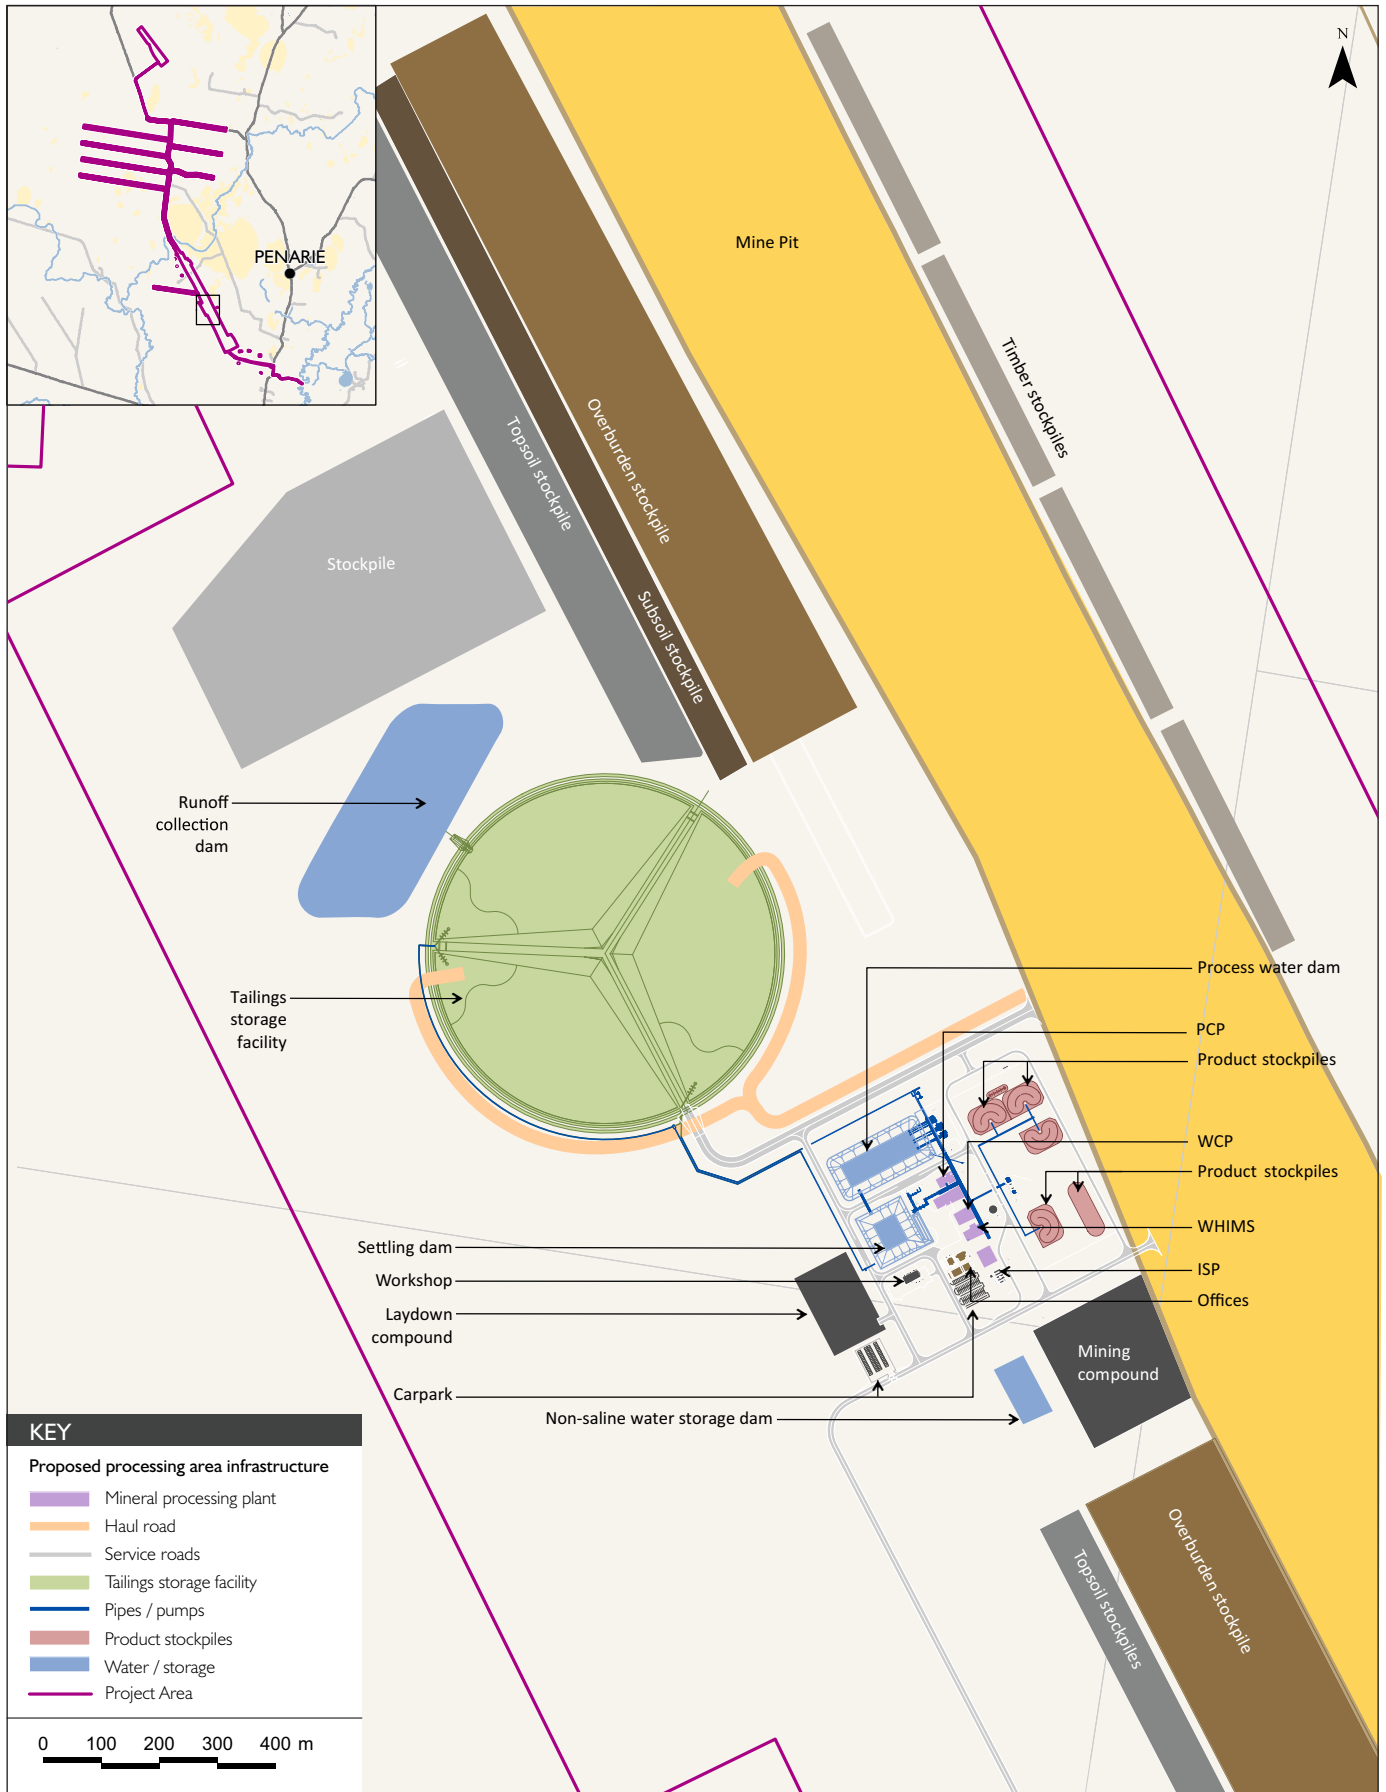 N
PENARIE
Mine Pit
Timber stockpiles
Overburden stockpile
Topsoil stockpile
Subsoil stockpile
Stockpile
Runoff
collection
dam
Tailings
storage
facility
Process water dam
PCP
Product stockpiles
WCP
Product stockpiles
WHIMS
ISP
Offices
Settling dam
Workshop
Laydown
compound
Carpark
Non-saline water storage dam
Mining
compound
Overburden stockpile
Topsoil stockpiles
KEY
Proposed processing area infrastructure
Mineral processing plant
Haul road
Service roads
Tailings storage facility
Pipes / pumps
Product stockpiles
Water / storage
Project Area
0 100 200 300 400 m